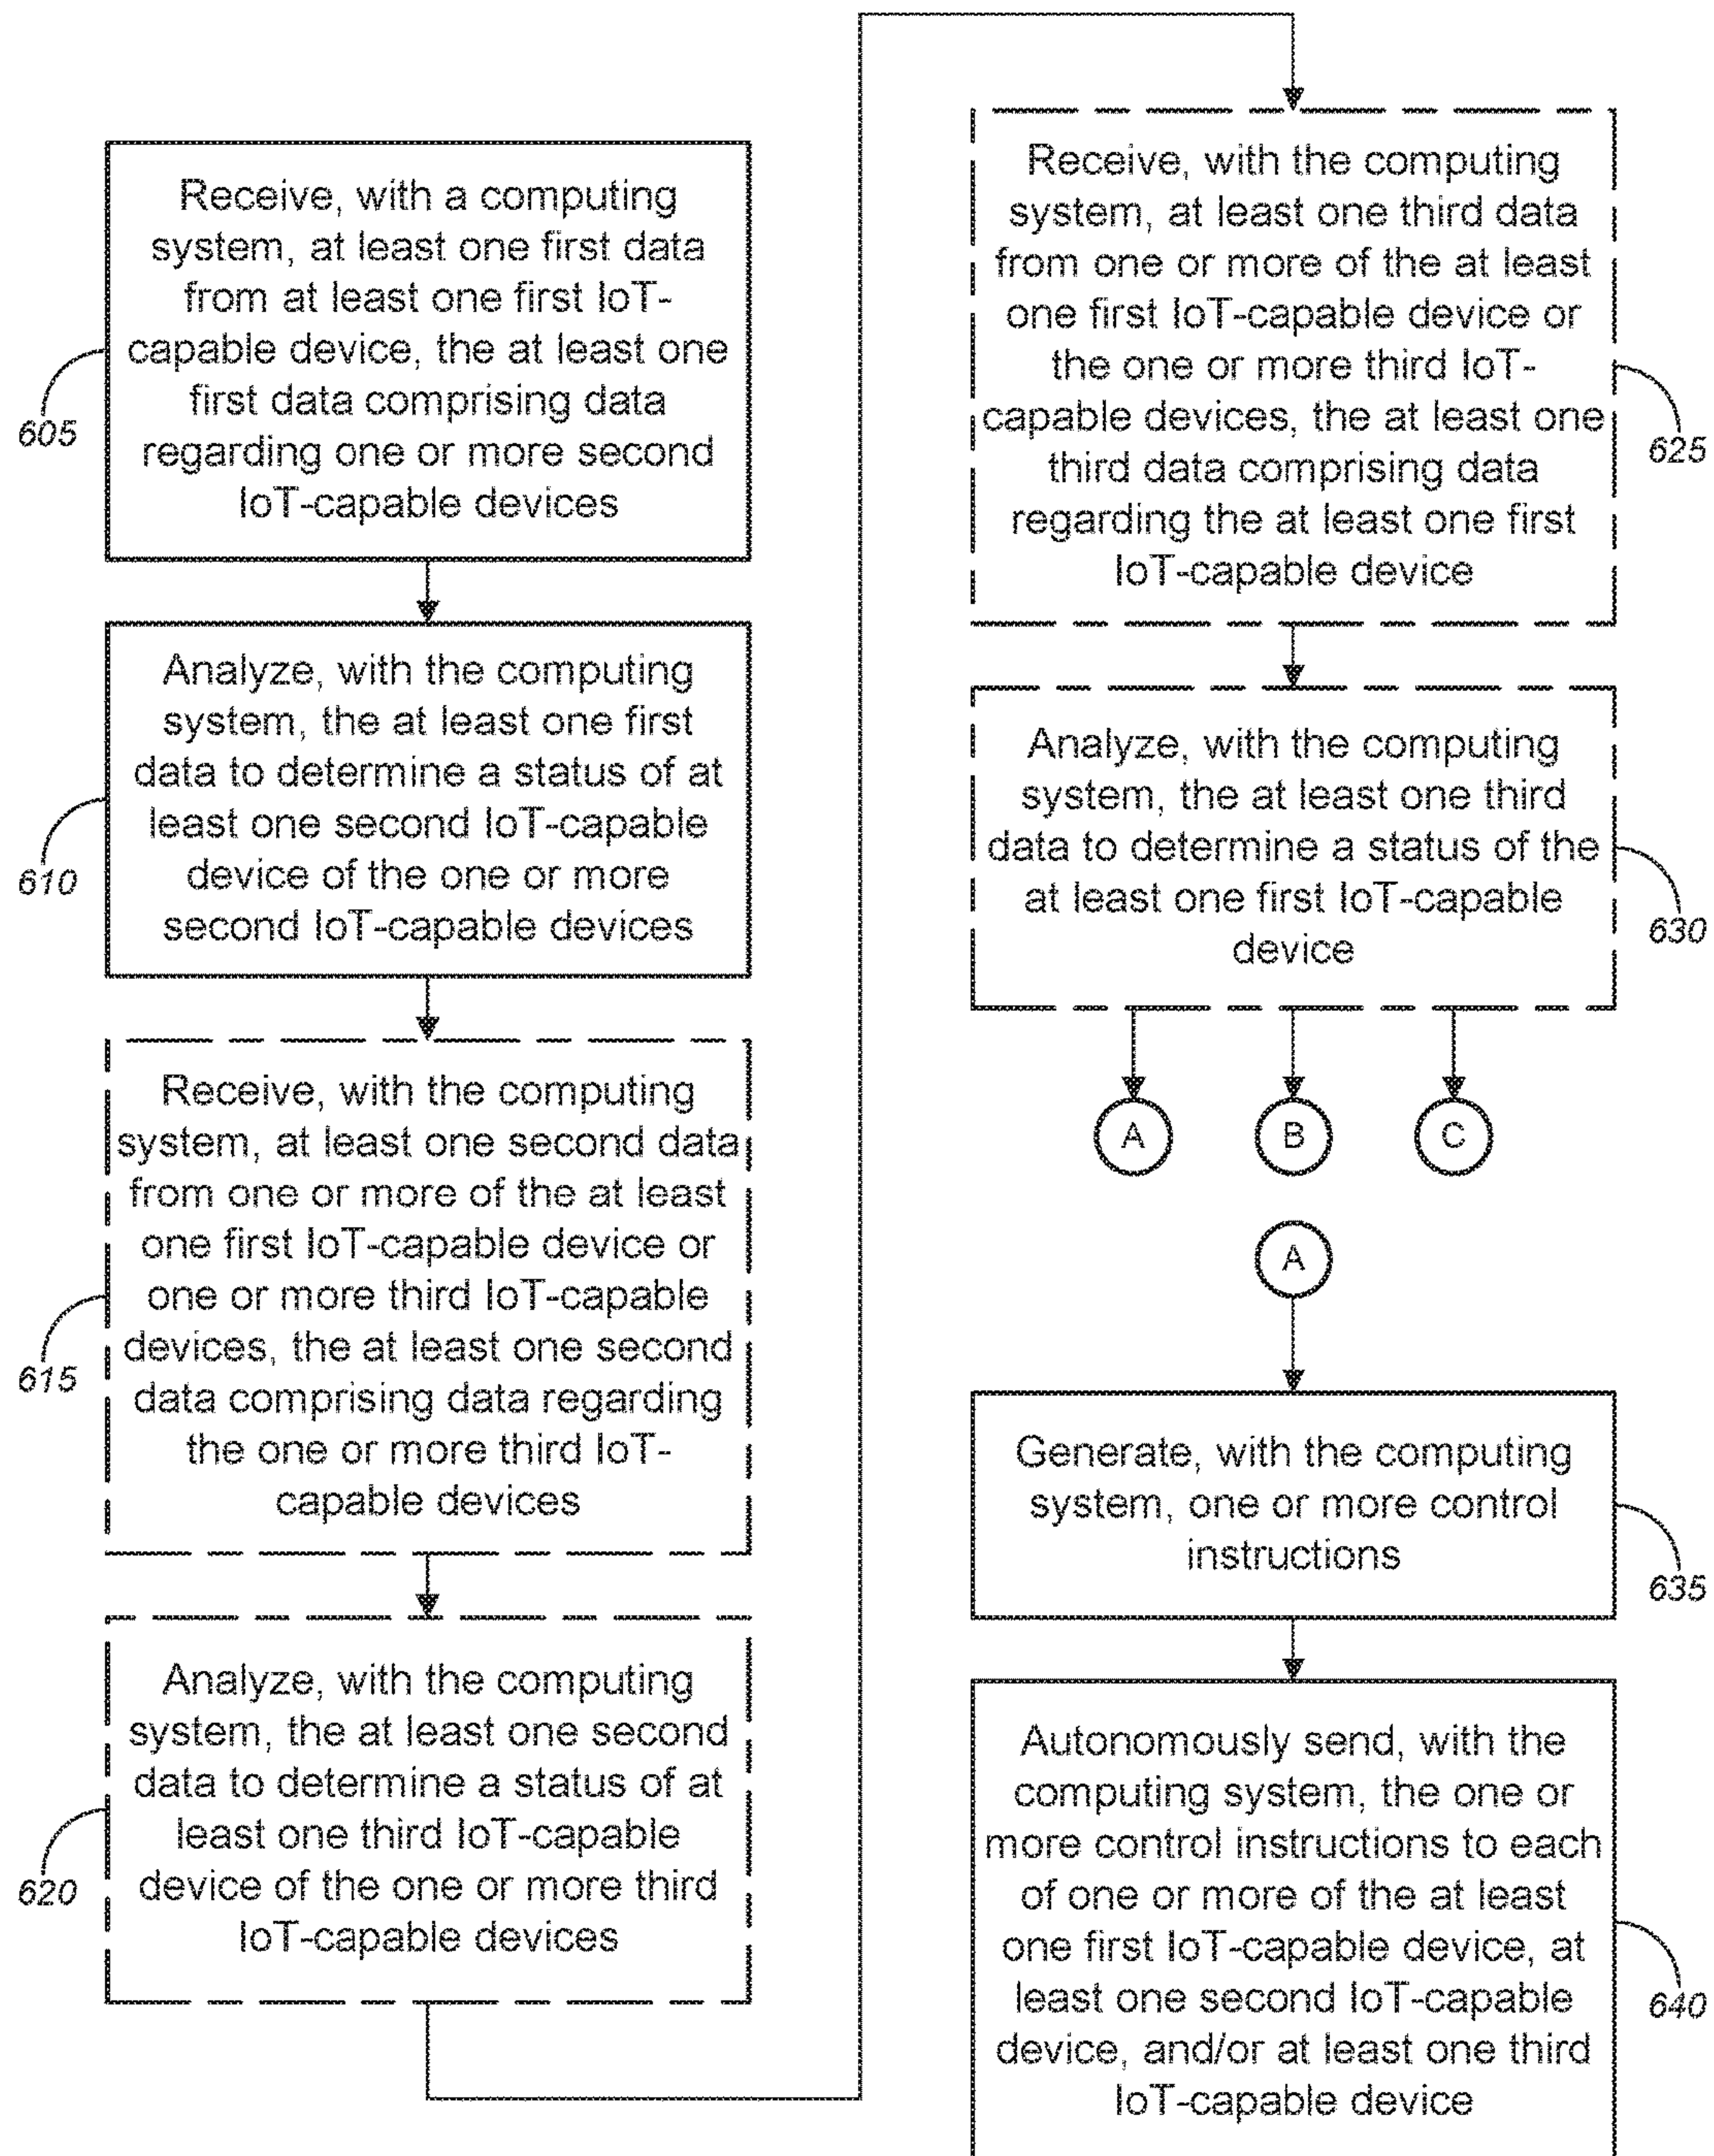 Receive, with a computing
system, at least one first data
from at least one first IoT-
capable device, the at least one
first data comprising data
regarding one or more second
IoT-capable devices
605
Analyze, with the computing
system, the at least one first
data to determine a status of at
least one second IoT-capable
device of the one or more
second IoT-capable devices
610
Receive, with the computing
system, at least one second data
from one or more of the at least
one first IoT-capable device or
one or more third IoT-capable
devices, the at least one second
data comprising data regarding
the one or more third IoT-
capable devices
615
Analyze, with the computing
system, the at least one second
data to determine a status of at
least one third IoT-capable
device of the one or more third
IoT-capable devices
620
Receive, with the computing
system, at least one third data
from one or more of the at least
one first IoT-capable device or
the one or more third IoT-
capable devices, the at least one
third data comprising data
regarding the at least one first
IoT-capable device
625
Analyze, with the computing
system, the at least one third
data to determine a status of the
at least one first IoT-capable
device
630
A B C
A
Generate, with the computing
system, one or more control
instructions
635
Autonomously send, with the
computing system, the one or
more control instructions to each
of one or more of the at least
one first IoT-capable device, at
least one second IoT-capable
device, and/or at least one third
IoT-capable device
640